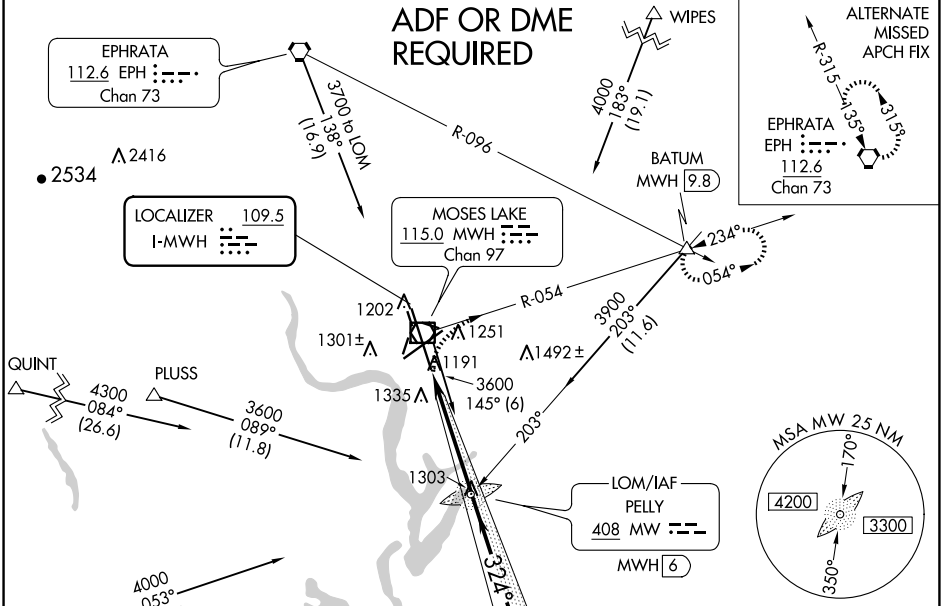 ADF OR DME
REQUIRED
WIPES
4000
183°
(19.1)
ALTERNATE
MISSED
APCH FIX
R-315
135°
315°
EPHRATA
EPH
112.6
Chan 73
EPHRATA
112.6 EPH
Chan 73
3700 to LOM
138°
(16.9)
R-096
2416
2534
BATUM
MWH 9.8
LOCALIZER 109.5
I-MWH
MOSES LAKE
115.0 MWH
Chan 97
234°
054°
R-054
3900
203°
(11.6)
1202
1251
1301±
1191
1492±
1335
3600
145° (6)
QUINT
4300
084°
(26.6)
PLUSS
3600
089°
(11.8)
203°
1303
LOM/IAF
PELLY
408 MW
MWH 6
324°
4000
053°
MSA MW 25 NM
170°
4200
3300
350°